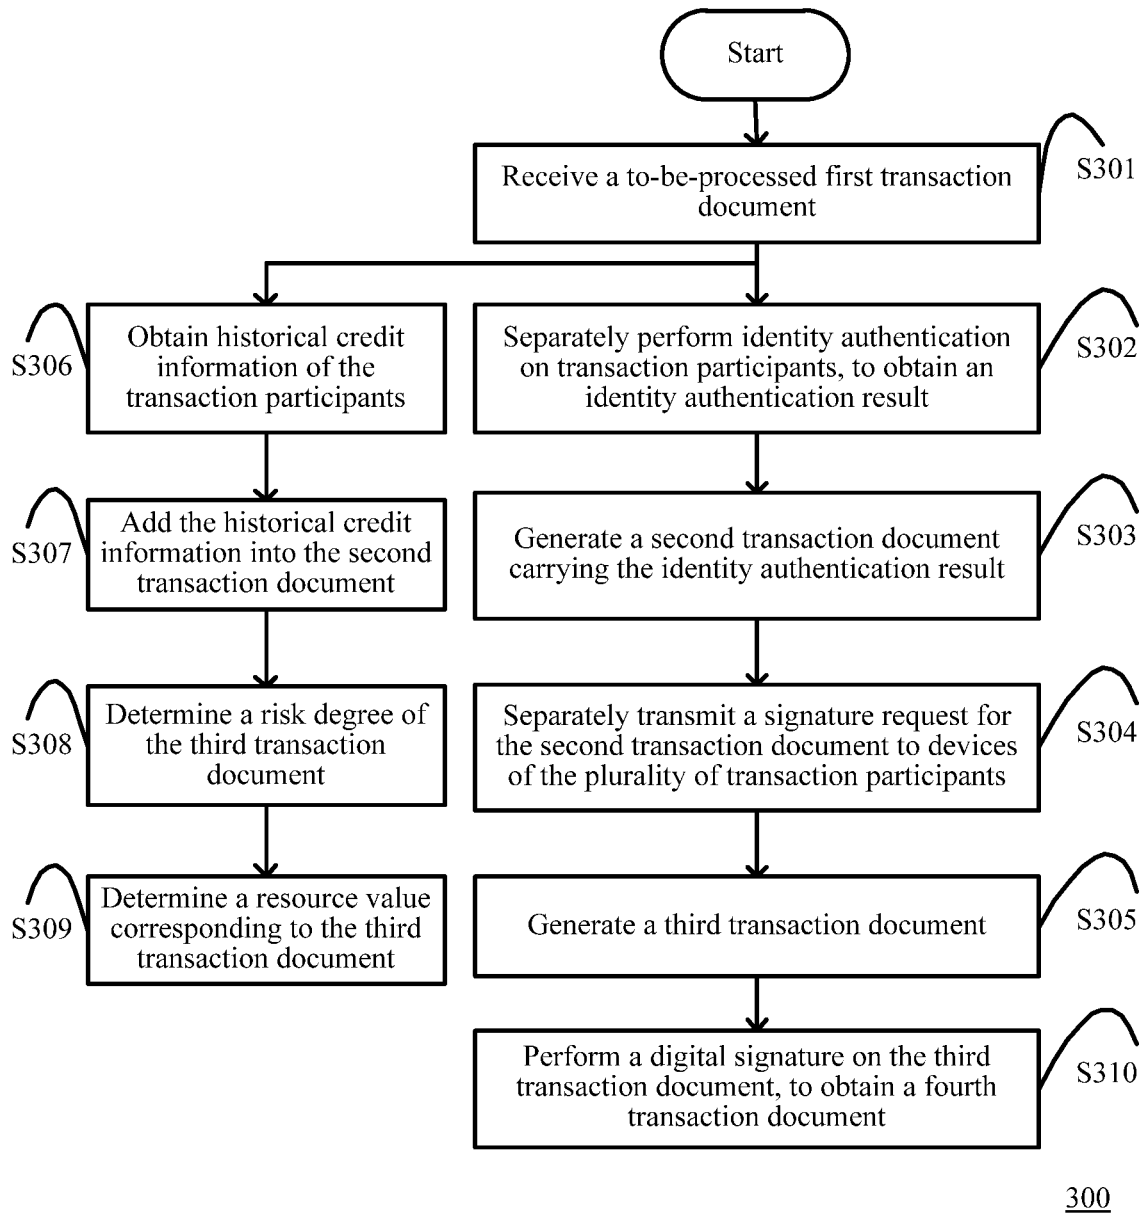 Start
Receive a to-be-processed first transaction
document
S301
Obtain historical credit
information of the
transaction participants
S306
Separately perform identity authentication
on transaction participants, to obtain an
identity authentication result
S302
Add the historical credit
information into the second
transaction document
S307
Generate a second transaction document
carrying the identity authentication result
S303
Determine a risk degree of
the third transaction
document
S308
Separately transmit a signature request for
the second transaction document to devices
of the plurality of transaction participants
S304
Determine a resource value
corresponding to the third
transaction document
S309
Generate a third transaction document
S305
Perform a digital signature on the third
transaction document, to obtain a fourth
transaction document
S310
300